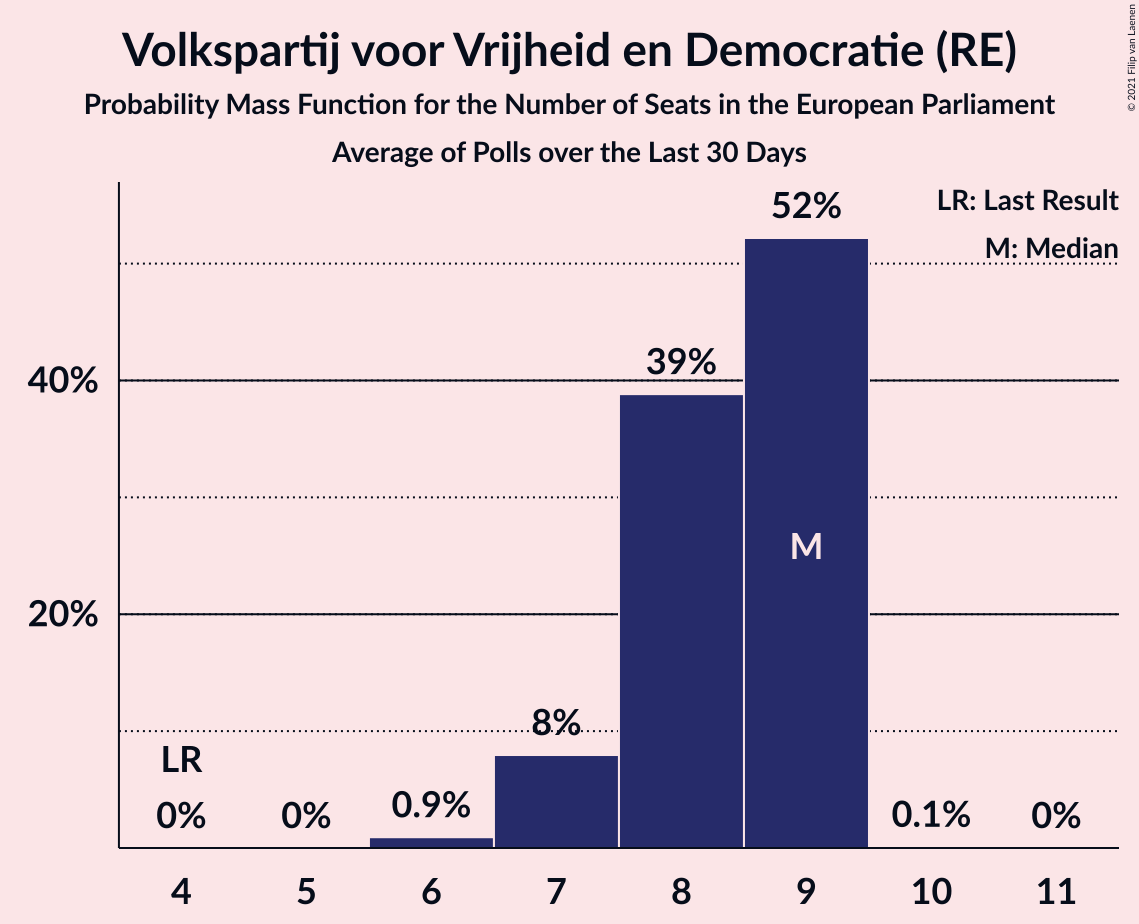 Volkspartij voor Vrijheid en Democratie (RE)
Probability Mass Function for the Number of Seats in the European Parliament
Average of Polls over the Last 30 Days
© 2021 Filip van Laenen
LR: Last Result
M: Median
52%
39%
40%
M
20%
8%
LR
0%
0%
0.9%
0.1%
0%
4 5 6 7 8 9 10 11